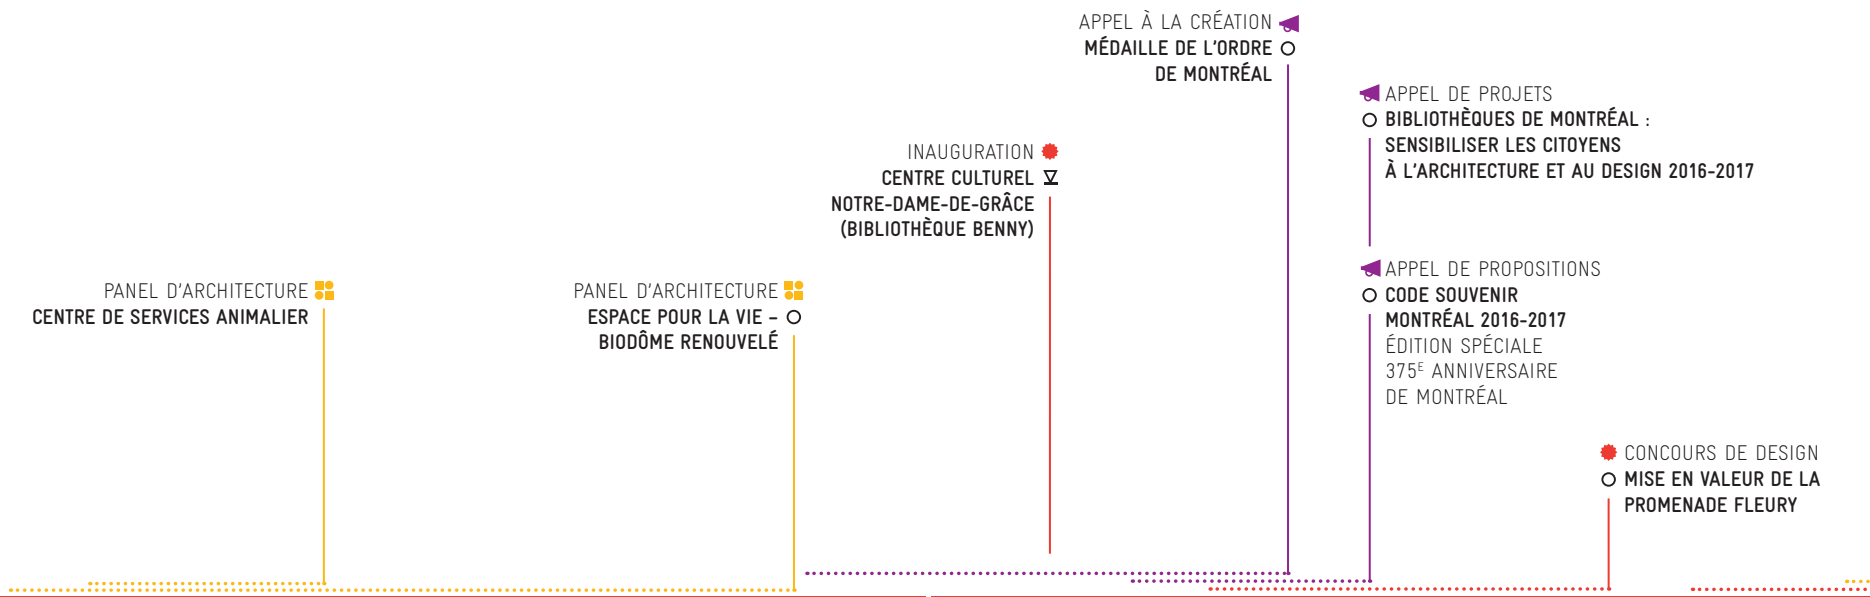 PANEL D'ARCHITECTURE
CENTRE DE SERVICES ANIMALIER
PANEL D'ARCHITECTURE
ESPACE POUR LA VIE –
BIODÔME RENOUVELÉ
INAUGURATION
CENTRE CULTUREL
NOTRE-DAME-DE-GRÂCE
(BIBLIOTHÈQUE BENNY)
APPEL À LA CRÉATION
MÉDAILLE DE L'ORDRE
DE MONTRÉAL
APPEL DE PROJETS
BIBLIOTHÈQUES DE MONTRÉAL :
SENSIBILISER LES CITOYENS
À L'ARCHITECTURE ET AU DESIGN 2016-2017
APPEL DE PROPOSITIONS
CODE SOUVENIR
MONTRÉAL 2016-2017
ÉDITION SPÉCIALE
375E ANNIVERSAIRE
DE MONTRÉAL
CONCOURS DE DESIGN
MISE EN VALEUR DE LA
PROMENADE FLEURY